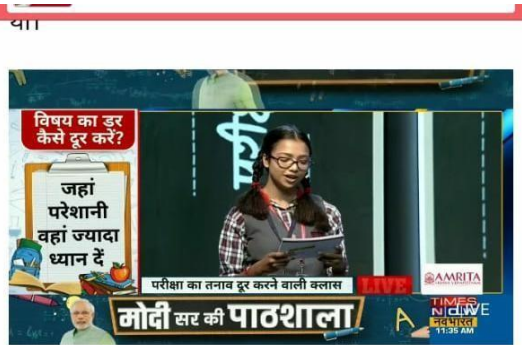 था।
विषय का डर
कैसे दूर करें?
जहां
परेशानी
वहां ज्यादा
ध्यान दें
परीक्षा का तनाव दूर करने वाली क्लास
LIVE
AMRITA
मोदी सर की पाठशाला
TIMES
NOW
LIVE
नवभारत
11:35 AM
A